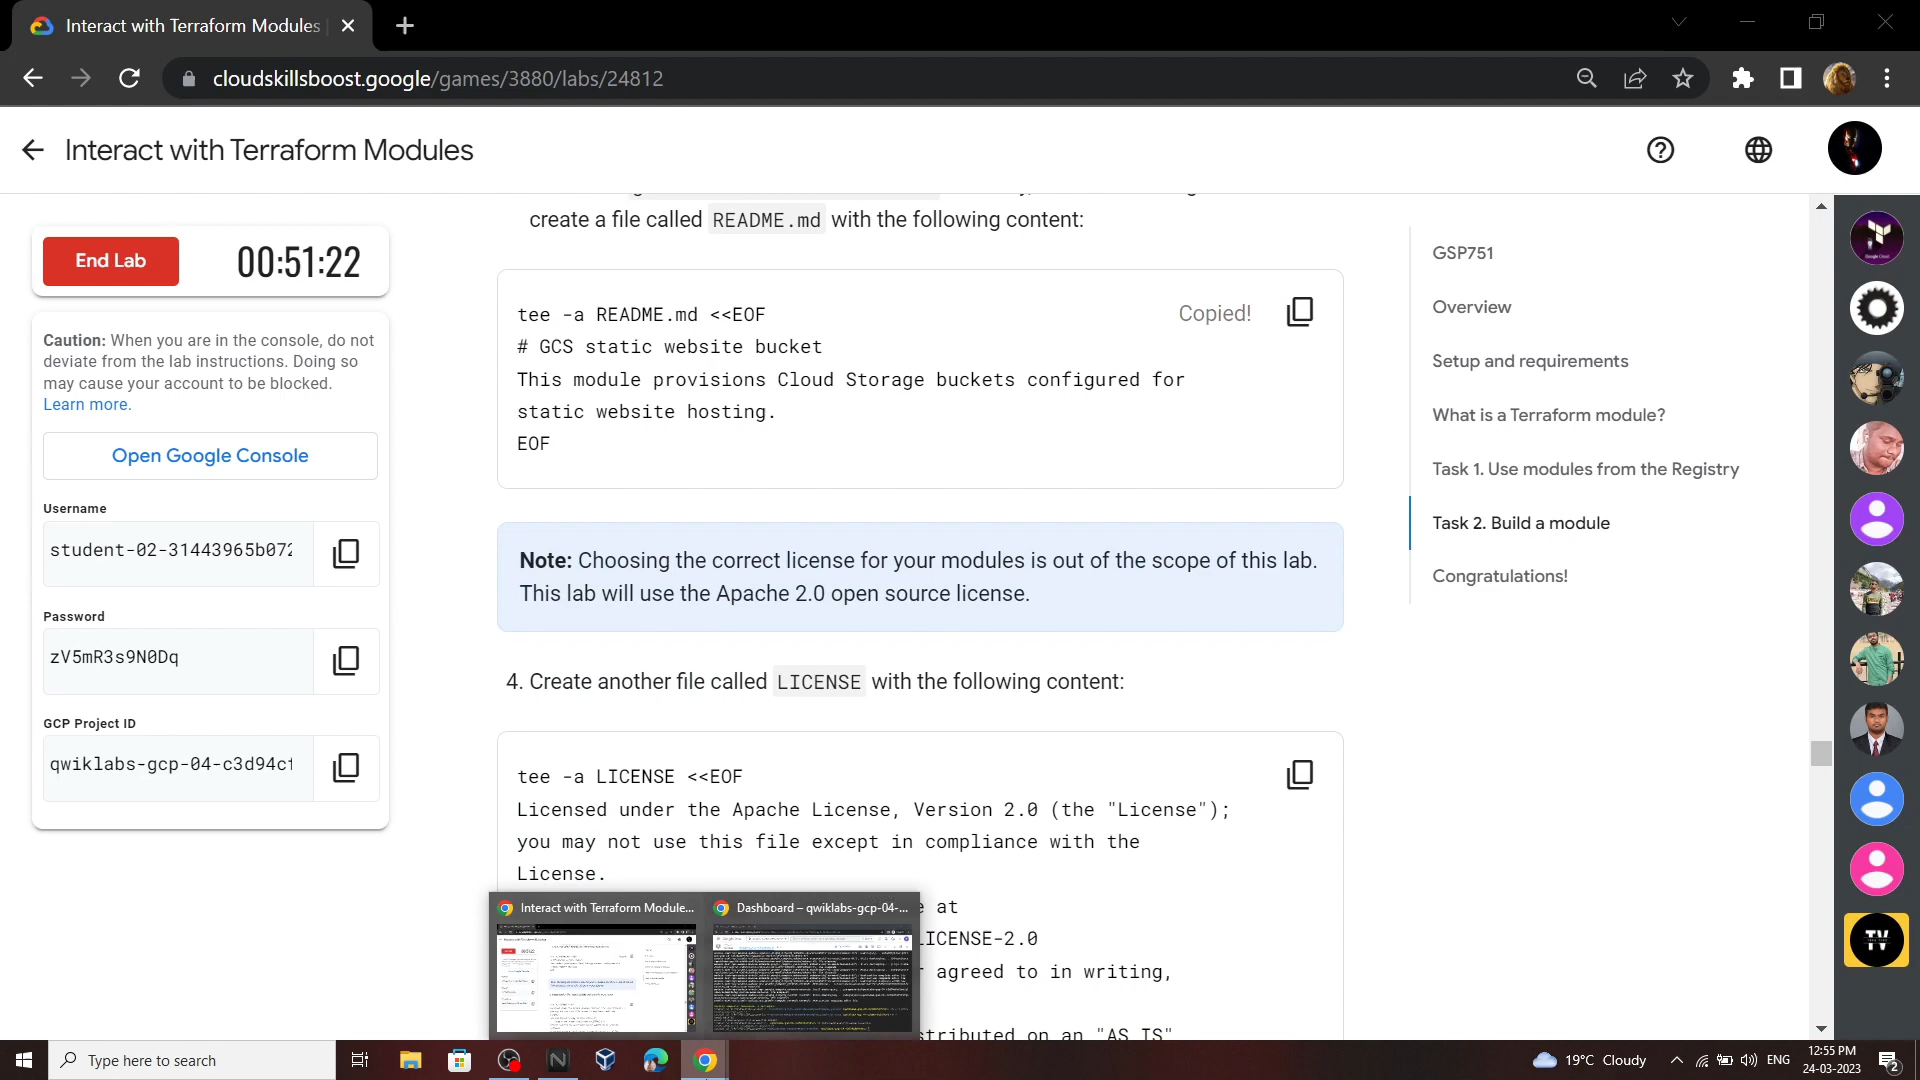 Interact with Terraform Modules
cloudskillsboost.google/games/3880/labs/24812
Interact with Terraform Modules
End Lab
00:51:22
Caution: When you are in the console, do not
deviate from the lab instructions. Doing so
may cause your account to be blocked.
Learn more.
Open Google Console
Username
student-02-31443965b072
Password
zV5mR3s9N0Dq
GCP Project ID
qwiklabs-gcp-04-c3d94cf
create a file called README.md with the following content:
tee -a README.md <<EOF
Copied!
# GCS static website bucket
This module provisions Cloud Storage buckets configured for
static website hosting.
EOF
Note: Choosing the correct license for your modules is out of the scope of this lab.
This lab will use the Apache 2.0 open source license.
4. Create another file called LICENSE with the following content:
tee -a LICENSE <<EOF
Licensed under the Apache License, Version 2.0 (the "License");
you may not use this file except in compliance with the
License.
at
ICENSE-2.0
agreed to in writing,
stributed on an "AS IS"
GSP751
Overview
Setup and requirements
What is a Terraform module?
Task 1. Use modules from the Registry
Task 2. Build a module
Congratulations!
Interact with Terraform Module...
Dashboard – qwiklabs-gcp-04-...
Type here to search
19°C Cloudy
ENG
12:55 PM
24-03-2023
2